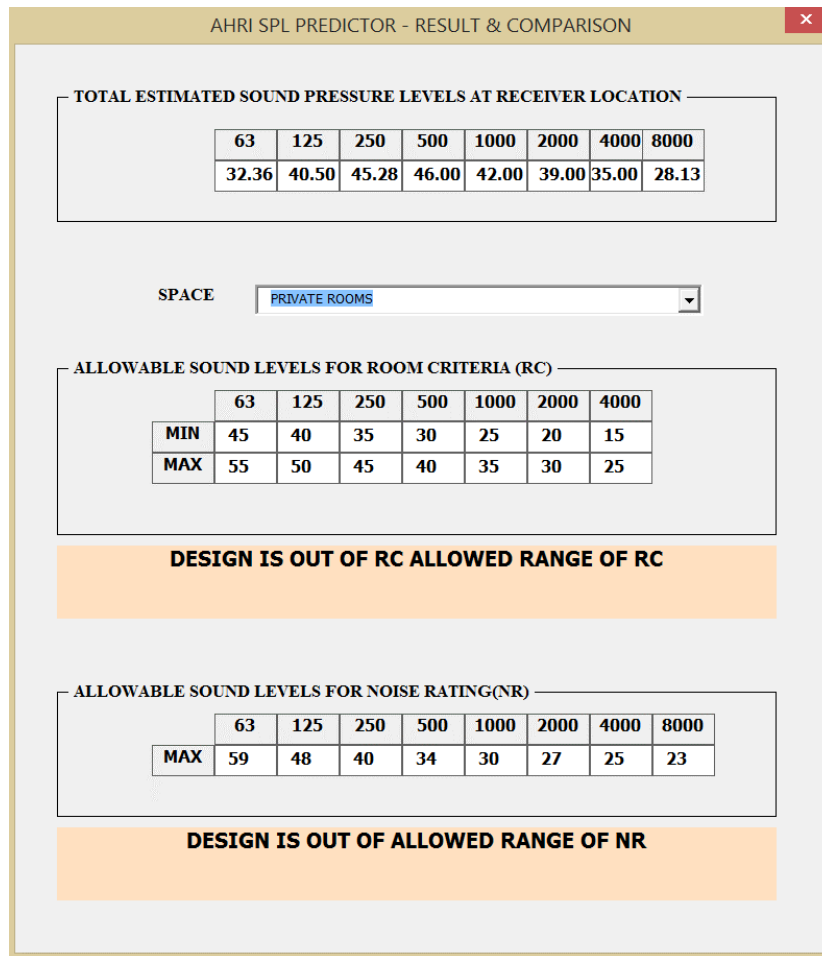 AHRI SPL PREDICTOR - RESULT & COMPARISON
TOTAL ESTIMATED SOUND PRESSURE LEVELS AT RECEIVER LOCATION
63 125 250 500 1000 2000 4000 8000
32.36 40.50 45.28 46.00 42.00 39.00 35.00 28.13
SPACE PRIVATE ROOMS
ALLOWABLE SOUND LEVELS FOR ROOM CRITERIA (RC)
63 125 250 500 1000 2000 4000
MIN 45 40 35 30 25 20 15
MAX 55 50 45 40 35 30 25
DESIGN IS OUT OF RC ALLOWED RANGE OF RC
ALLOWABLE SOUND LEVELS FOR NOISE RATING(NR)
63 125 250 500 1000 2000 4000 8000
MAX 59 48 40 34 30 27 25 23
DESIGN IS OUT OF ALLOWED RANGE OF NR